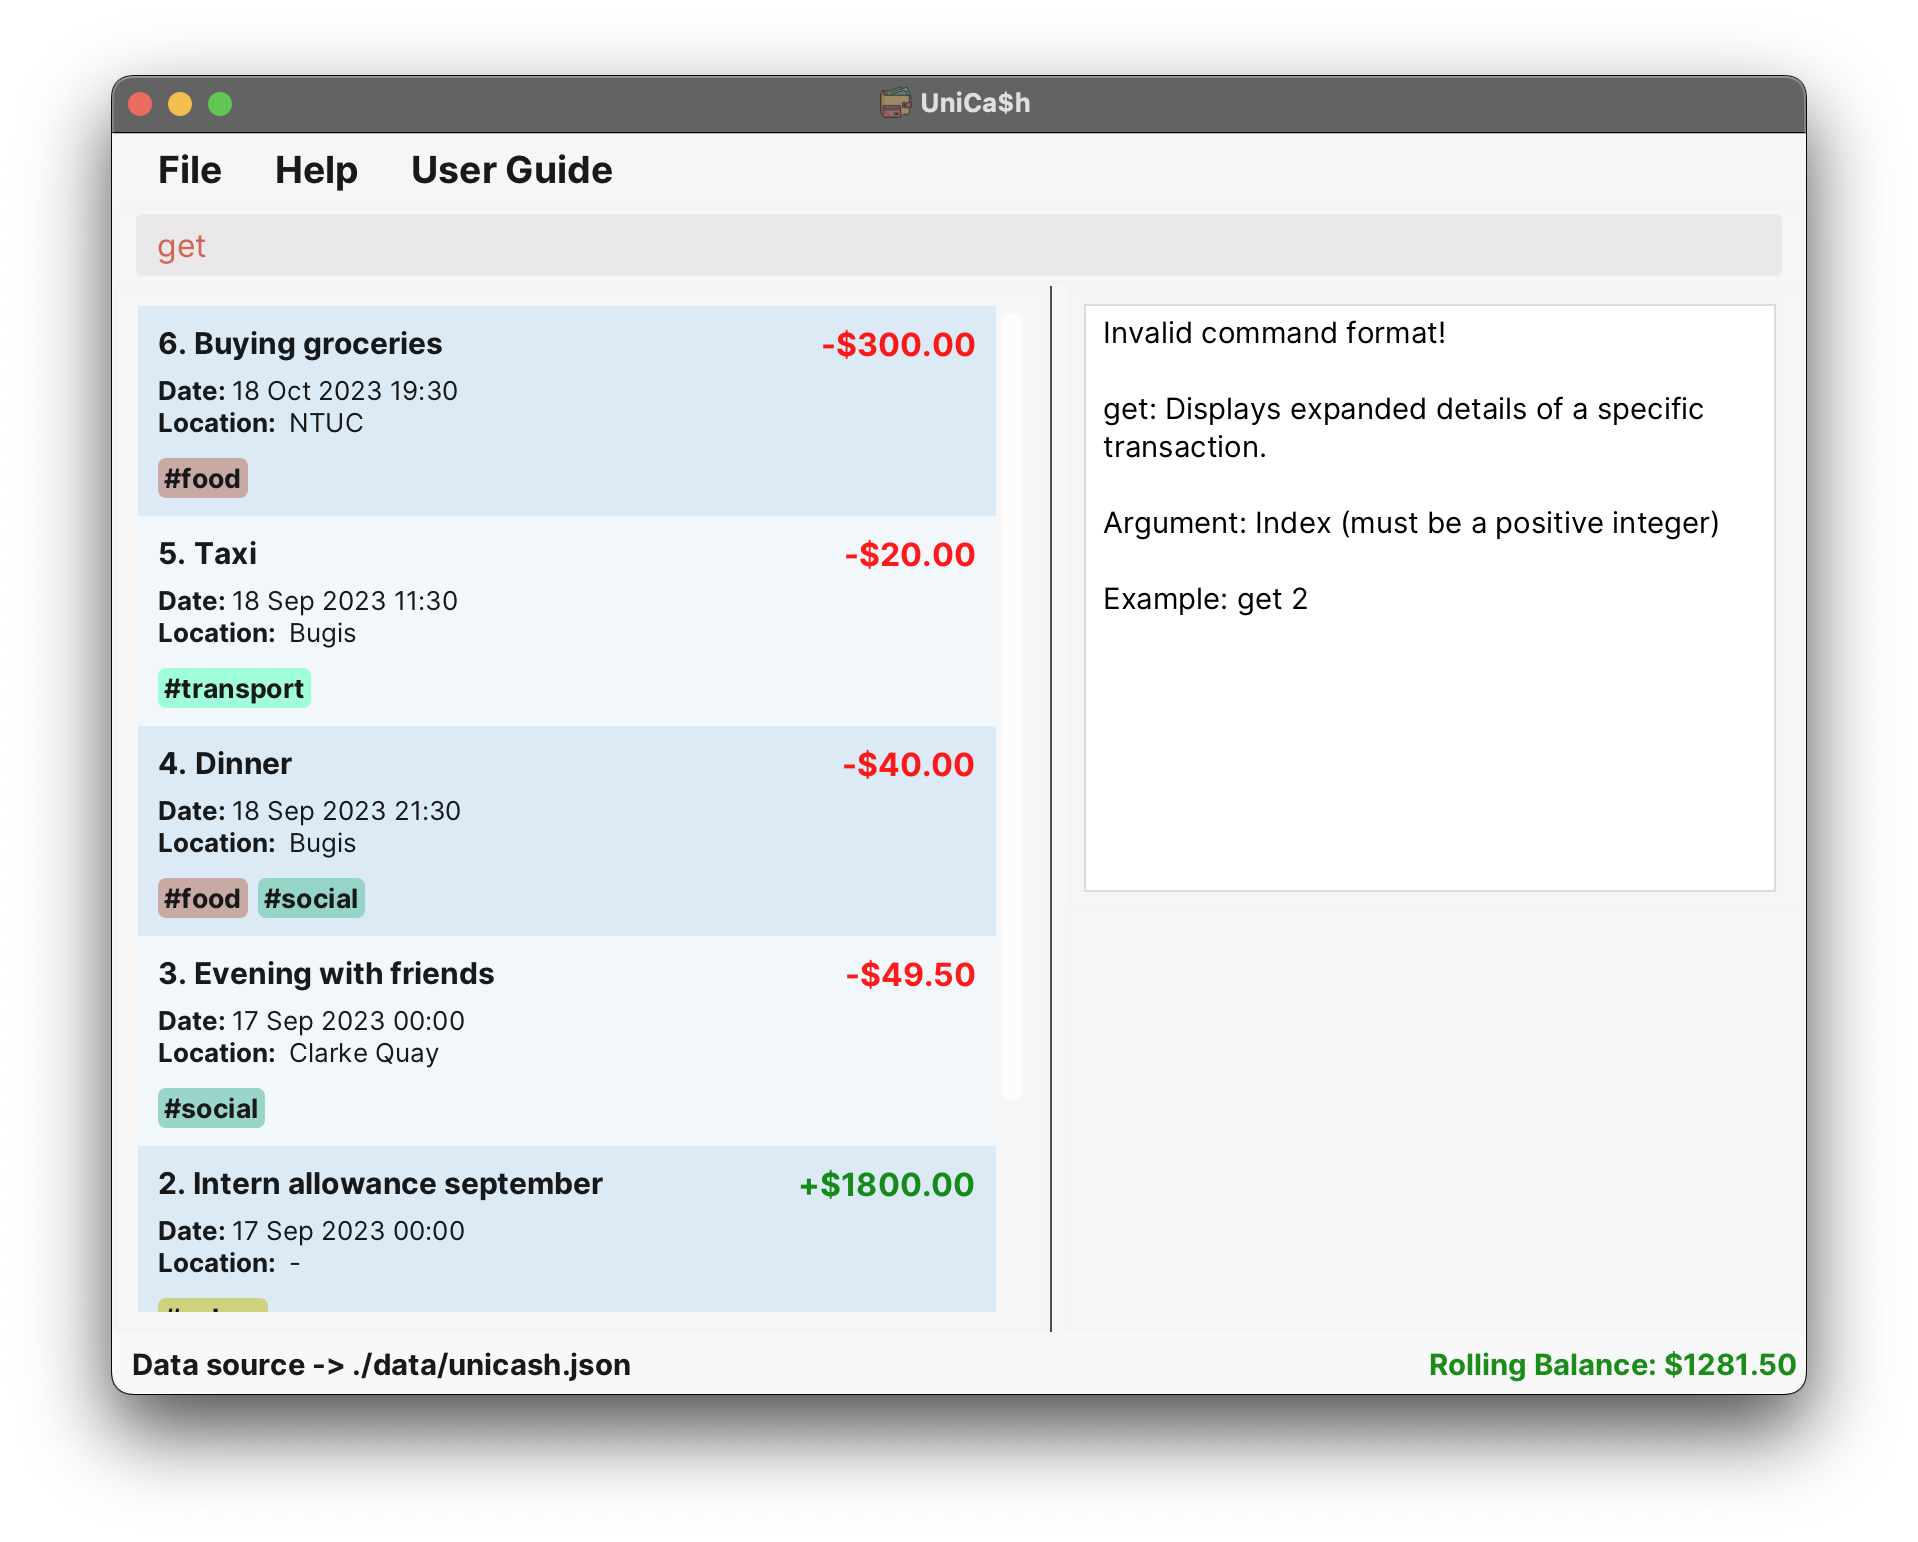 UniCa$h
File Help User Guide
get
6. Buying groceries -$300.00
Date: 18 Oct 2023 19:30
Location: NTUC
#food
5. Taxi -$20.00
Date: 18 Sep 2023 11:30
Location: Bugis
#transport
4. Dinner -$40.00
Date: 18 Sep 2023 21:30
Location: Bugis
#food #social
3. Evening with friends -$49.50
Date: 17 Sep 2023 00:00
Location: Clarke Quay
#social
2. Intern allowance september +$1800.00
Date: 17 Sep 2023 00:00
Location: -
Invalid command format!
get: Displays expanded details of a specific
transaction.
Argument: Index (must be a positive integer)
Example: get 2
Data source -> ./data/unicash.json
Rolling Balance: $1281.50